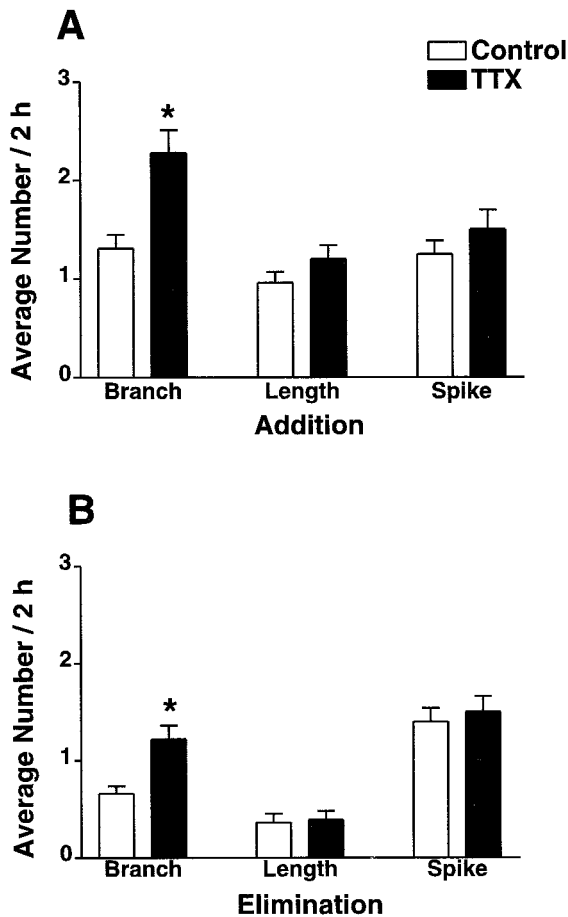 A
Control
TTX
3
2
1
0
Average Number / 2 h
*
Branch Length Spike
Addition
B
3
2
1
0
Average Number / 2 h
*
Branch Length Spike
Elimination